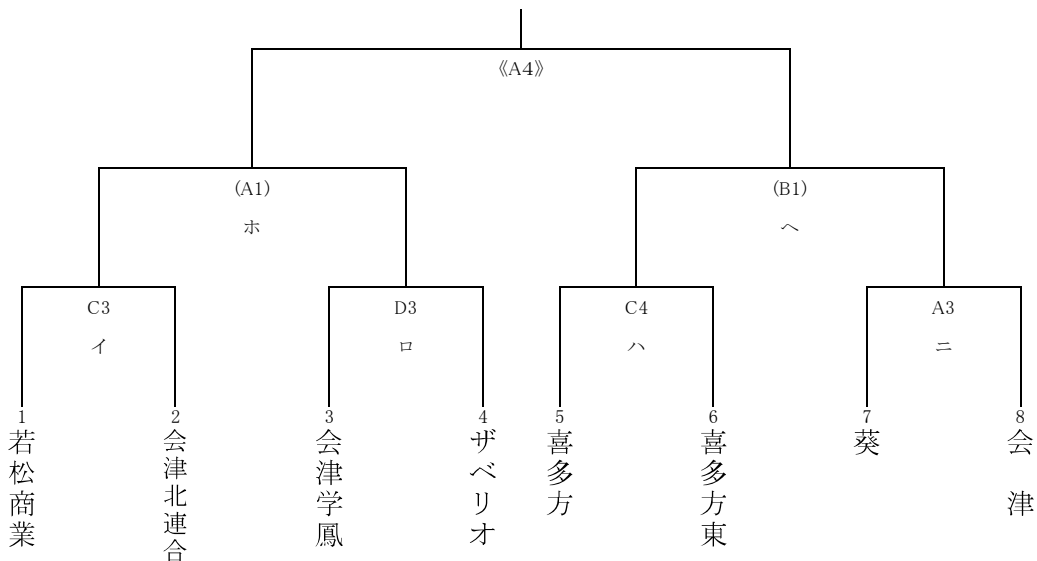 《A4》
(A1)
(B1)
ホ
ヘ
C3
D3
C4
A3
イ
ロ
ハ
ニ
1
2
3
4
5
6
7
8
若松商業
会津北連合
会津学鳳
ザベリオ
喜多方
喜多方東
葵
会津